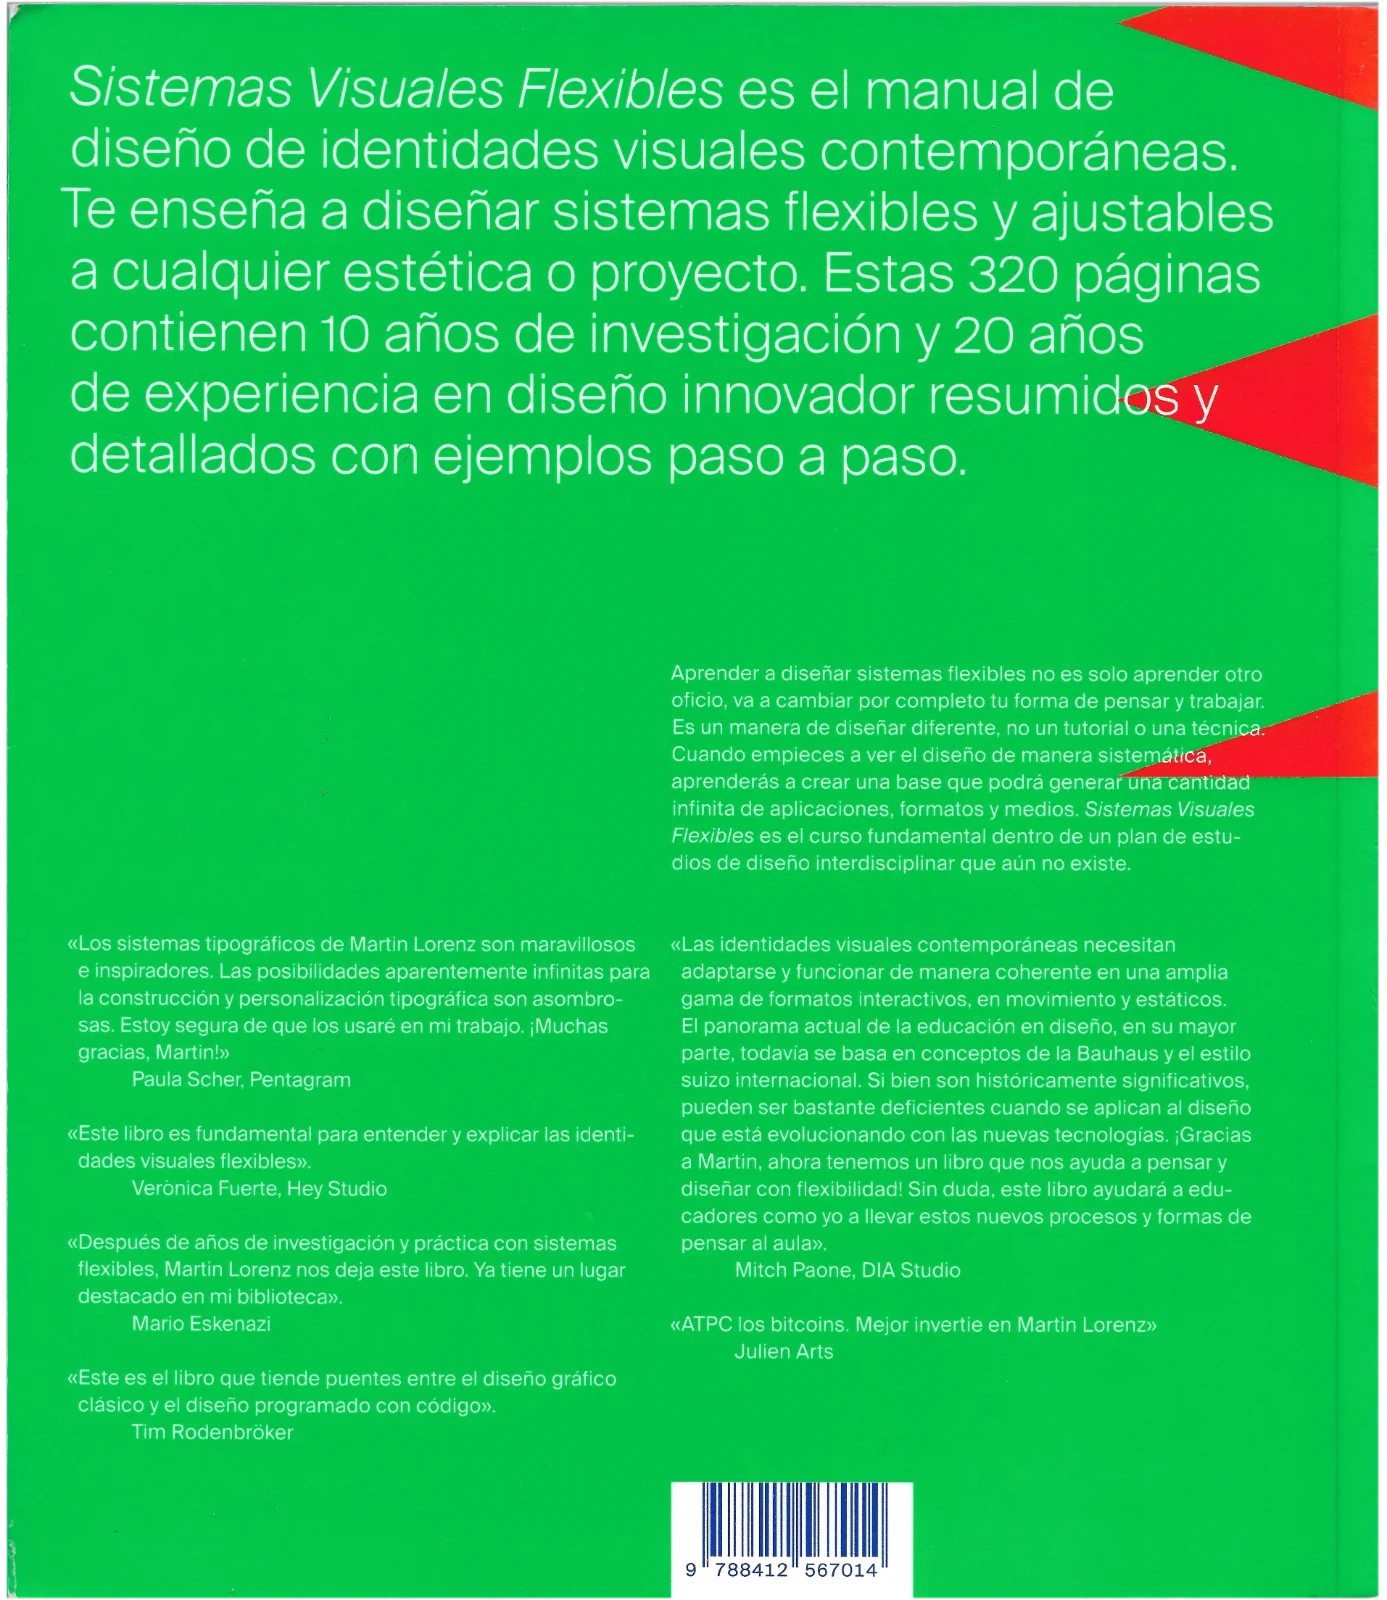 Sistemas Visuales Flexibles es el manual de
diseño de identidades visuales contemporáneas.
Te enseña a diseñar sistemas flexibles y ajustables
a cualquier estética o proyecto. Estas 320 páginas
contienen 10 años de investigación y 20 años
de experiencia en diseño innovador resumidos y
detallados con ejemplos paso a paso.
Aprender a diseñar sistemas flexibles no es solo aprender otro
oficio, va a cambiar por completo tu forma de pensar y trabajar.
Es un manera de diseñar diferente, no un tutorial o una técnica.
Cuando empieces a ver el diseño de manera sistemática,
aprenderás a crear una base que podrá generar una cantidad
infinita de aplicaciones, formatos y medios. Sistemas Visuales
Flexibles es el curso fundamental dentro de un plan de estu-
dios de diseño interdisciplinar que aún no existe.
«Los sistemas tipográficos de Martin Lorenz son maravillosos
e inspiradores. Las posibilidades aparentemente infinitas para
la construcción y personalización tipográfica son asombro-
sas. Estoy segura de que los usaré en mi trabajo. ¡Muchas
gracias, Martin!»
Paula Scher, Pentagram
«Este libro es fundamental para entender y explicar las identi-
dades visuales flexibles».
Verònica Fuerte, Hey Studio
«Después de años de investigación y práctica con sistemas
flexibles, Martin Lorenz nos deja este libro. Ya tiene un lugar
destacado en mi biblioteca».
Mario Eskenazi
«Este es el libro que tiende puentes entre el diseño gráfico
clásico y el diseño programado con código».
Tim Rodenbröker
«Las identidades visuales contemporáneas necesitan
adaptarse y funcionar de manera coherente en una amplia
gama de formatos interactivos, en movimiento y estáticos.
El panorama actual de la educación en diseño, en su mayor
parte, todavía se basa en conceptos de la Bauhaus y el estilo
suizo internacional. Si bien son históricamente significativos,
pueden ser bastante deficientes cuando se aplican al diseño
que está evolucionando con las nuevas tecnologías. ¡Gracias
a Martin, ahora tenemos un libro que nos ayuda a pensar y
diseñar con flexibilidad! Sin duda, este libro ayudará a edu-
cadores como yo a llevar estos nuevos procesos y formas de
pensar al aula».
Mitch Paone, DIA Studio
«ATPC los bitcoins. Mejor invertie en Martin Lorenz»
Julien Arts
9 788412 567014